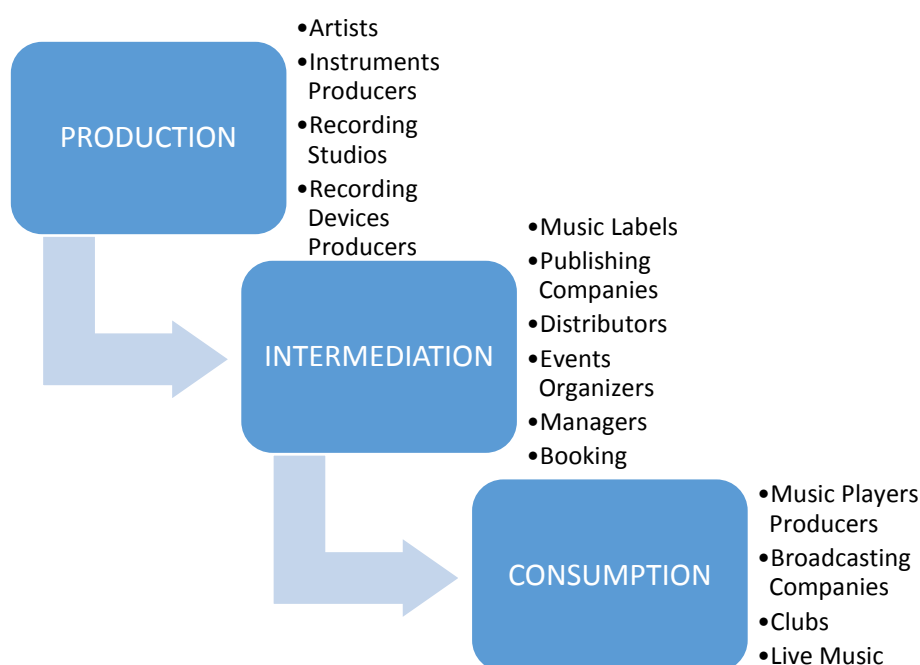 •Artists
•Instruments
Producers
•Recording
Studios
•Recording
Devices
Producers
PRODUCTION
•Music Labels
•Publishing
Companies
•Distributors
•Events
Organizers
•Managers
•Booking
INTERMEDIATION
•Music Players
Producers
•Broadcasting
Companies
•Clubs
•Live Music
CONSUMPTION